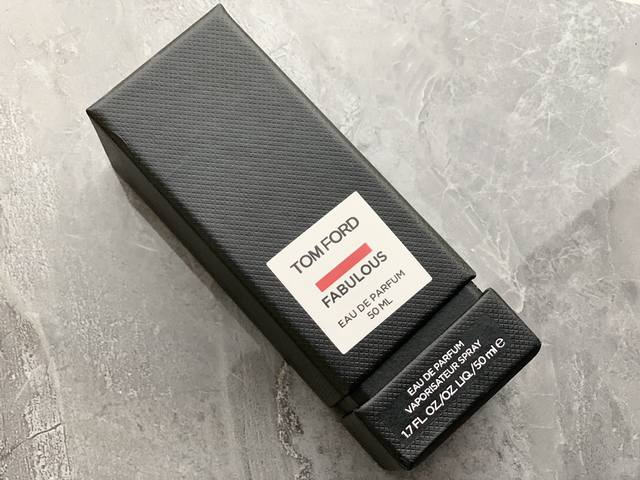 TOM FORD
FABULOUS
EAU DE PARFUM
50 ML
EAU DE PARFUM
VAPORISATEUR SPRAY
1.7 FL. OZ./OZ. LIQ./50 ml ℮